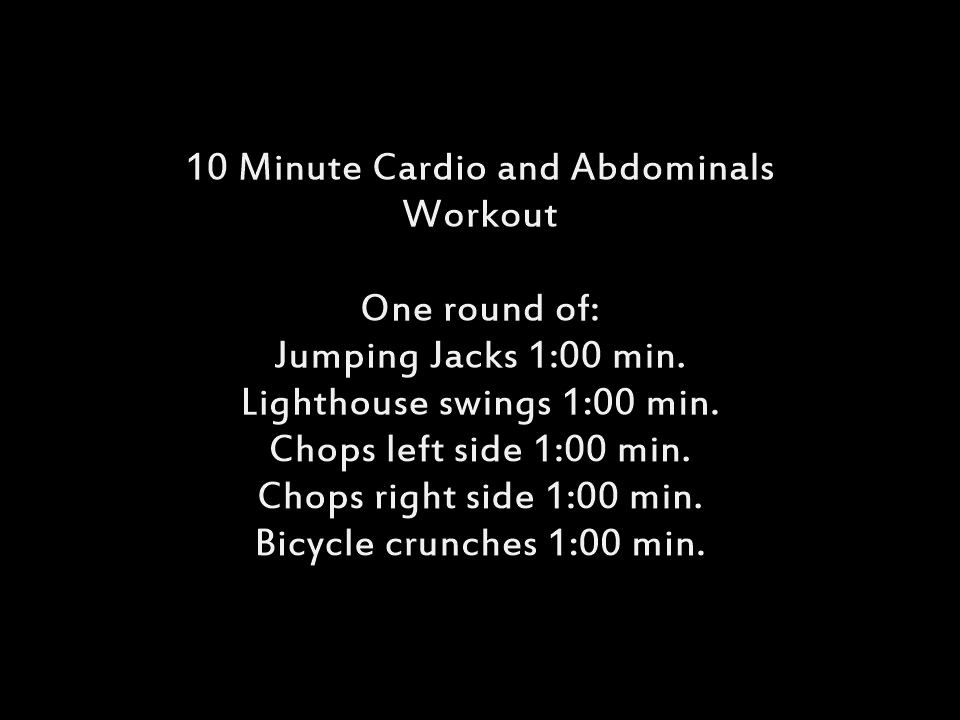 10 Minute Cardio and Abdominals
Workout
One round of:
Jumping Jacks 1:00 min.
Lighthouse swings 1:00 min.
Chops left side 1:00 min.
Chops right side 1:00 min.
Bicycle crunches 1:00 min.